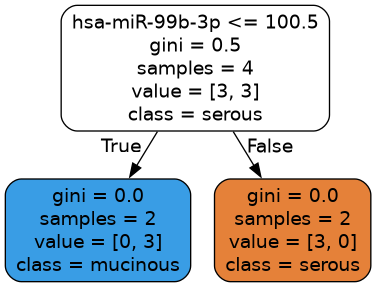 hsa-miR-99b-3p <= 100.5
gini = 0.5
samples = 4
value = [3, 3]
class = serous
True
False
gini = 0.0
samples = 2
value = [0, 3]
class = mucinous
gini = 0.0
samples = 2
value = [3, 0]
class = serous